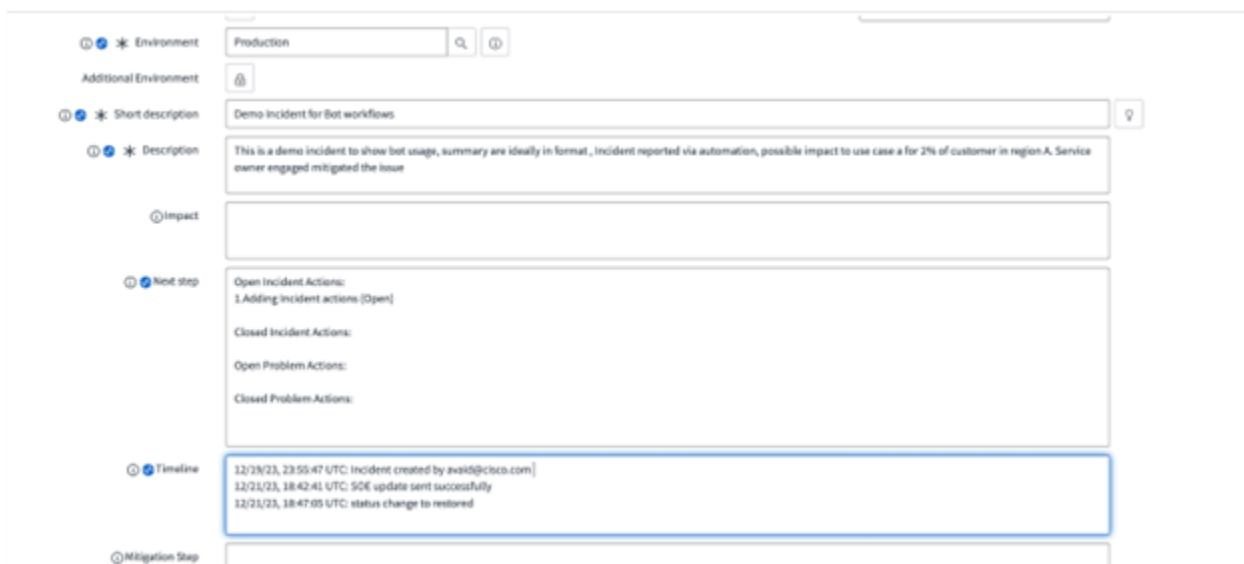 Environment Production
Additional Environment
Short description Demo Incident for Bot workflows
Description This is a demo incident to show bot usage, summary are ideally in format , Incident reported via automation, possible impact to use case a for 2% of customer in region A. Service
owner engaged mitigated the issue
Impact
Next step Open Incident Actions:
1.Adding Incident actions (Open)
Closed Incident Actions:
Open Problem Actions:
Closed Problem Actions:
Timeline 12/19/23, 23:55:47 UTC: Incident created by avaid@cisco.com
12/21/23, 18:42:41 UTC: SOE update sent successfully
12/21/23, 18:47:05 UTC: status change to restored
Mitigation Step